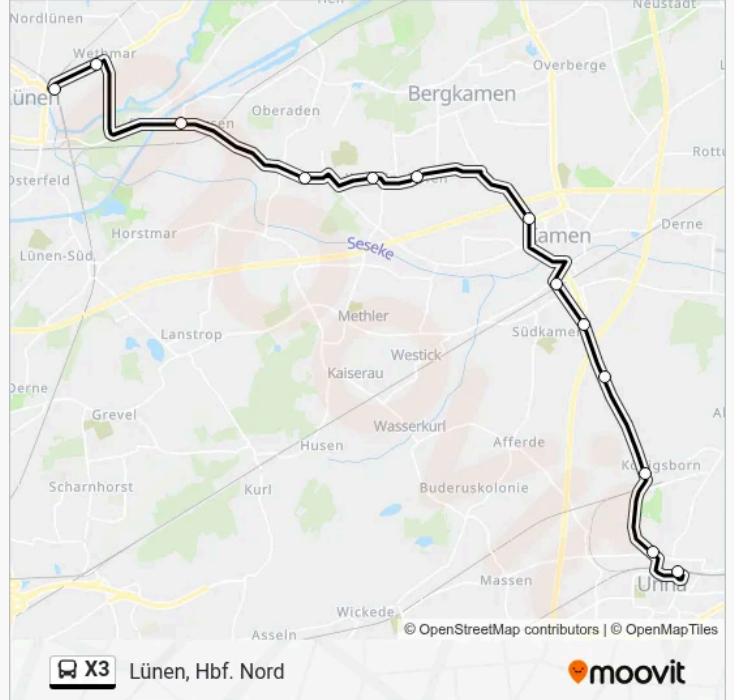 Nordlünen
Neustadt
Wethmar
Overberge
Lünen
Bergkamen
Oberaden
Rottu
Osterfeld
Derne
Horstmar
Kamen
Seseke
Lünen-Süd
Methler
Lanstrop
Südkamen
Westick
Kaiserau
Derne
Grevel
Wasserkurl
Afferde
Husen
Königsborn
Scharnhorst
Kurl
Buderuskolonie
Massen
Unna
Wickede
Asseln
© OpenStreetMap contributors | © OpenMapTiles
X3 Lünen, Hbf. Nord
moovit